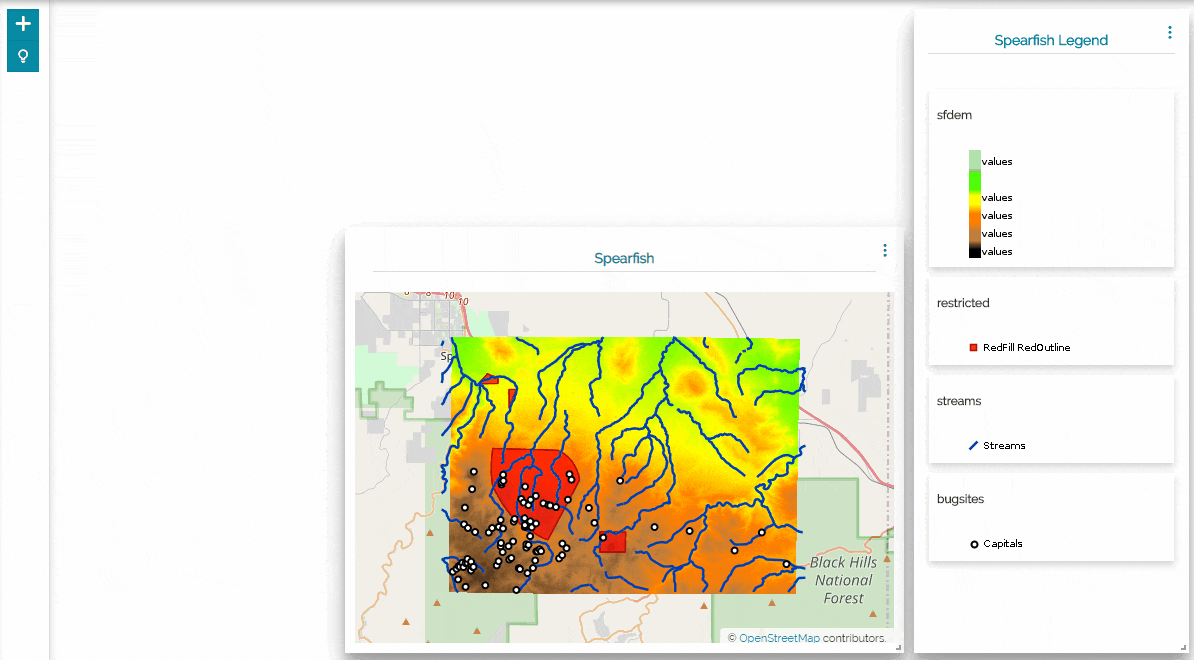 Spearfish Legend
sfdem
values
values
values
values
values
restricted
RedFill RedOutline
streams
Streams
bugsites
Capitals
Spearfish
10
10
Sp
Black Hills
National
Forest
© OpenStreetMap contributors.